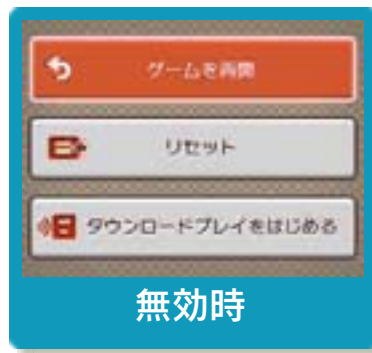 ゲームを再開
リセット
ダウンロードプレイをはじめる
無効時